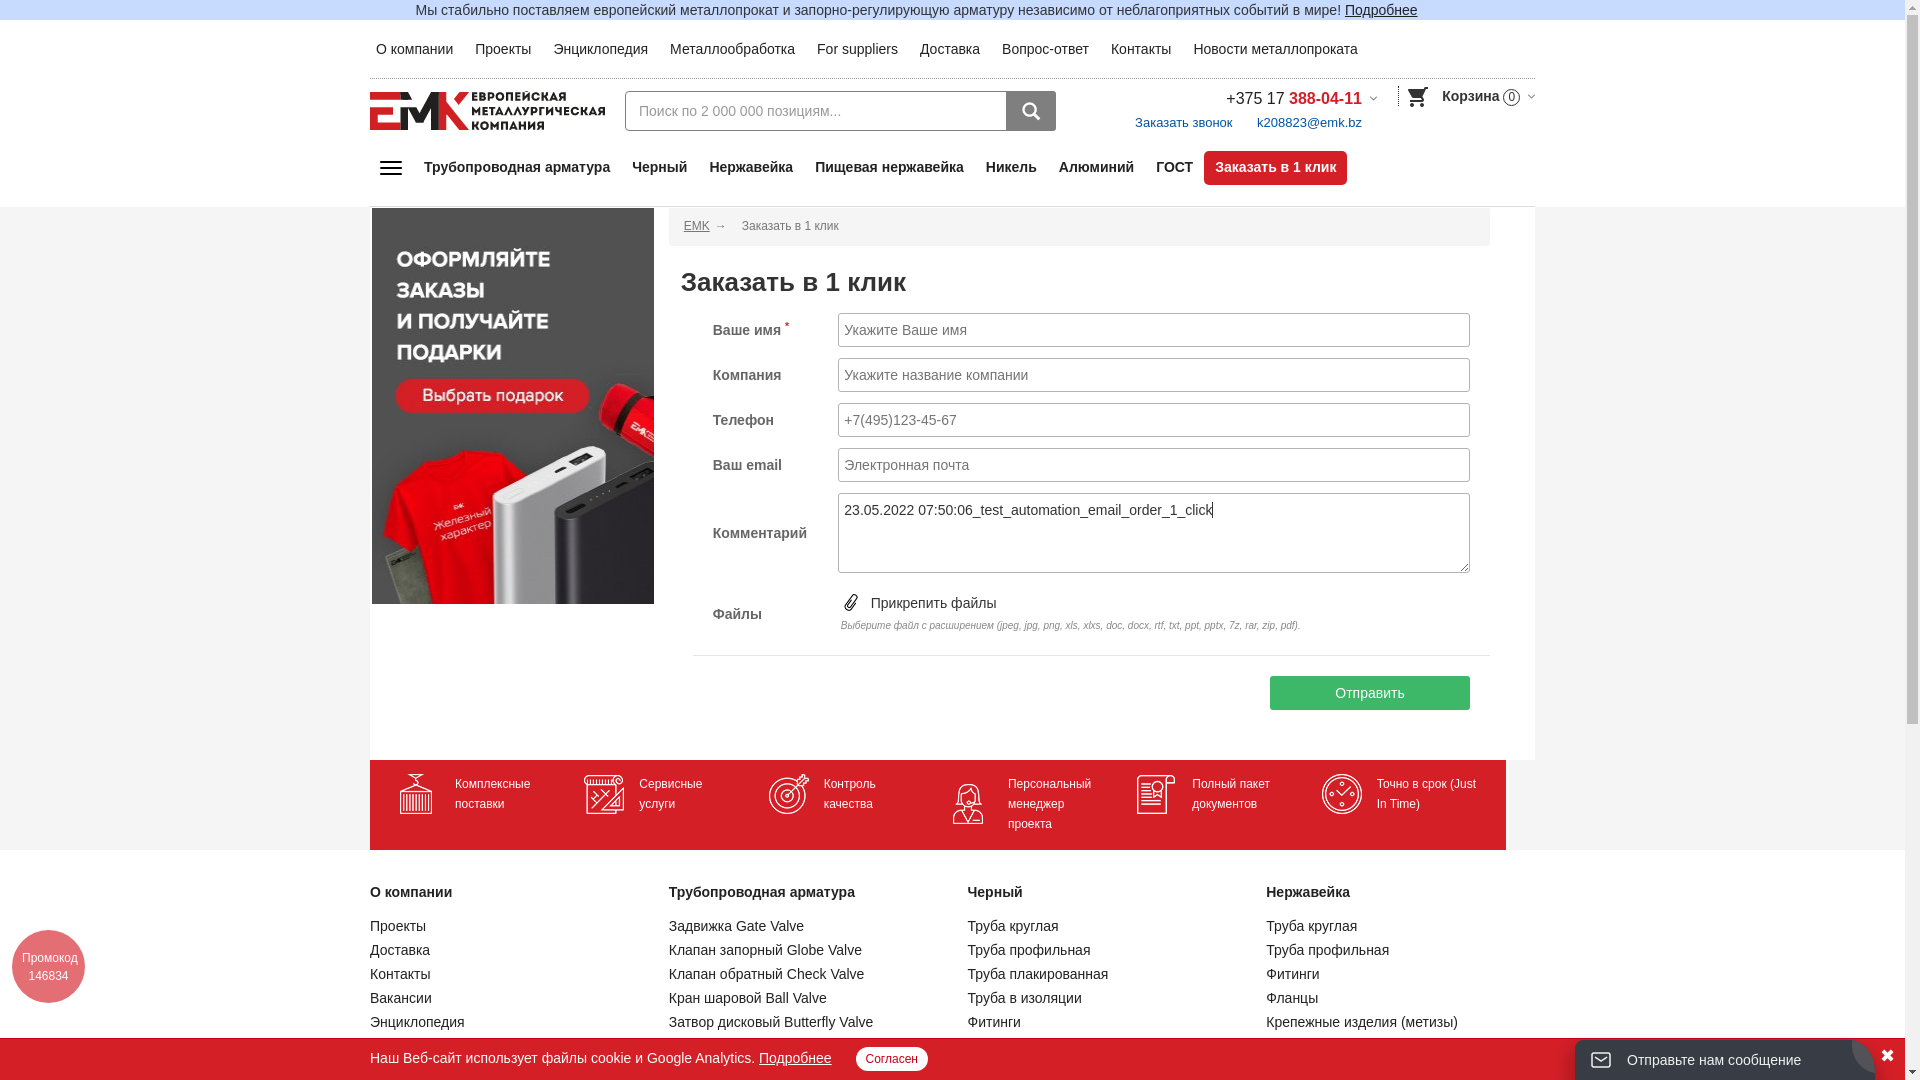 Мы стабильно поставляем европейский металлопрокат и запорно-регулирующую арматуру независимо от неблагоприятных событий в мире! Подробнее
О компании Проекты Энциклопедия Металлообработка For suppliers Доставка Вопрос-ответ Контакты Новости металлопроката
ЕМК ЕВРОПЕЙСКАЯ
МЕТАЛЛУРГИЧЕСКАЯ
КОМПАНИЯ
Поиск по 2 000 000 позициям...
+375 17 388-04-11
Заказать звонок k208823@emk.bz
Корзина 0
Трубопроводная арматура Черный Нержавейка Пищевая нержавейка Никель Алюминий ГОСТ Заказать в 1 клик
ОФОРМЛЯЙТЕ
ЗАКАЗЫ
И ПОЛУЧАЙТЕ
ПОДАРКИ
Выбрать подарок
Железный
характер
EMK → Заказать в 1 клик
Заказать в 1 клик
Ваше имя * Укажите Ваше имя
Компания Укажите название компании
Телефон +7(495)123-45-67
Ваш email Электронная почта
Комментарий 23.05.2022 07:50:06_test_automation_email_order_1_click
Файлы Прикрепить файлы
Выберите файл с расширением (jpeg, jpg, png, xls, xlxs, doc, docx, rtf, txt, ppt, pptx, 7z, rar, zip, pdf).
Отправить
Комплексные
поставки
Сервисные
услуги
Контроль
качества
Персональный
менеджер
проекта
Полный пакет
документов
Точно в срок (Just
In Time)
О компании
Проекты
Доставка
Контакты
Вакансии
Энциклопедия
Трубопроводная арматура
Задвижка Gate Valve
Клапан запорный Globe Valve
Клапан обратный Check Valve
Кран шаровой Ball Valve
Затвор дисковый Butterfly Valve
Черный
Труба круглая
Труба профильная
Труба плакированная
Труба в изоляции
Фитинги
Нержавейка
Труба круглая
Труба профильная
Фитинги
Фланцы
Крепежные изделия (метизы)
Промокод
146834
Наш Веб-сайт использует файлы cookie и Google Analytics. Подробнее Согласен
Отправьте нам сообщение